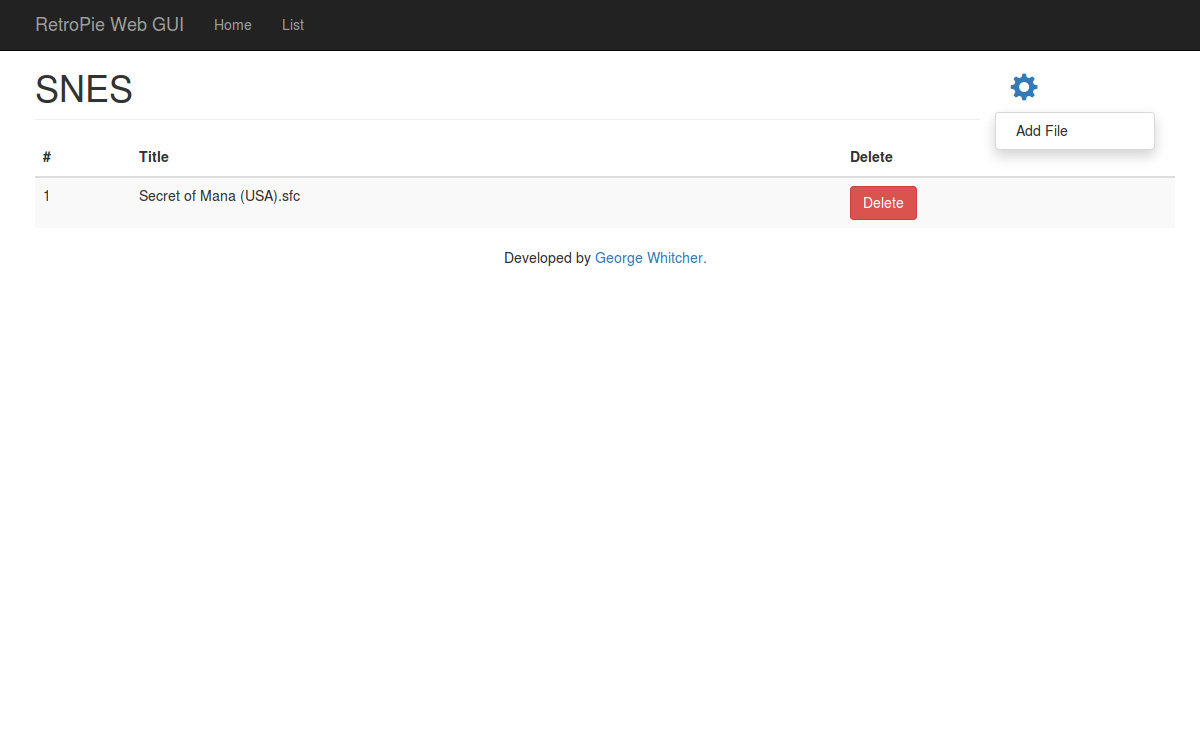 RetroPie Web GUI Home List
SNES
Add File
# Title Delete
1 Secret of Mana (USA).sfc Delete
Developed by George Whitcher.